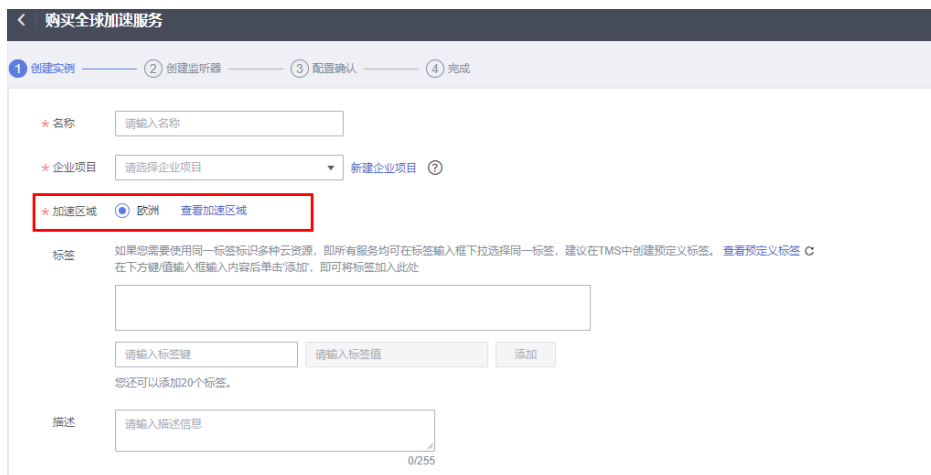 购买全球加速服务
1 创建实例 2 创建监听器 3 配置确认 4 完成
* 名称 请输入名称
* 企业项目 请选择企业项目 新建企业项目 ?
* 加速区域 欧洲 查看加速区域
标签 如果您需要使用同一标签标识多种云资源，即所有服务均可在标签输入框下拉选择同一标签，建议在TMS中创建预定义标签。 查看预定义标签
在下方键/值输入框输入内容后单击'添加'，即可将标签加入此处
请输入标签键 请输入标签值 添加
您还可以添加20个标签。
描述 请输入描述信息
0/255